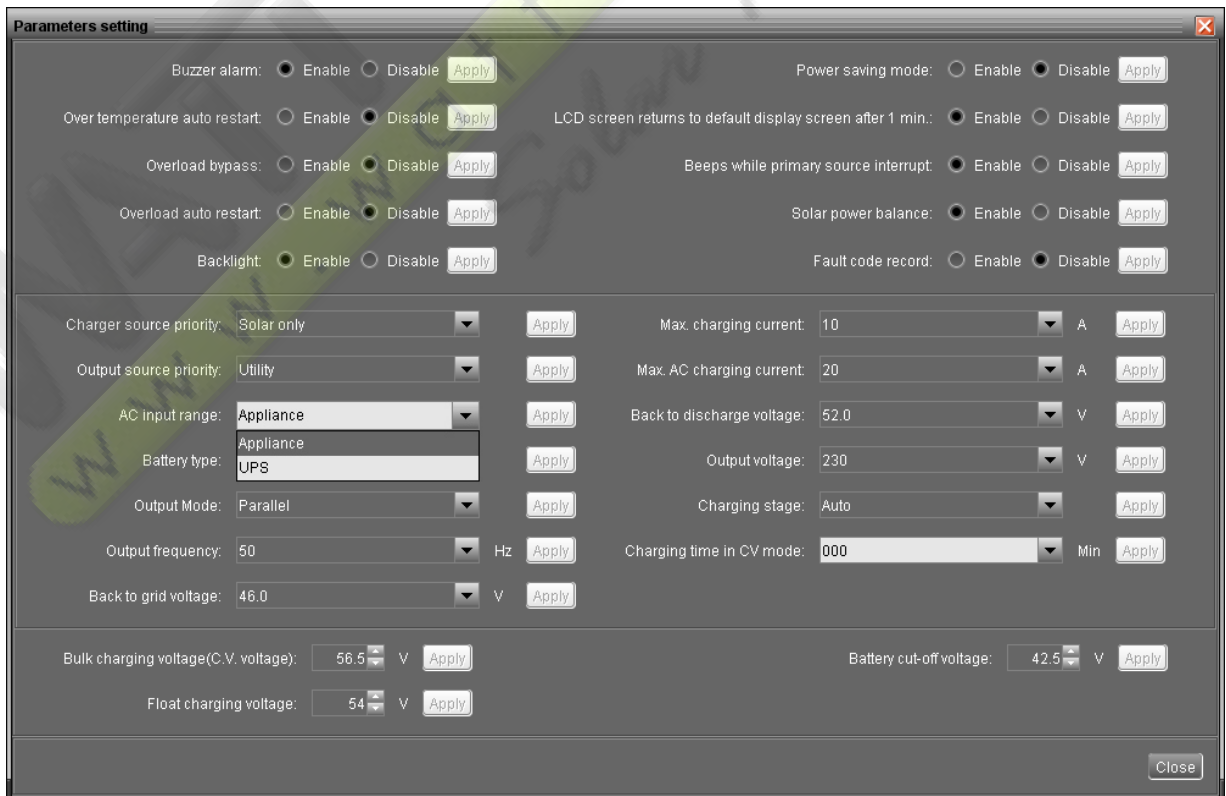 Parameters setting
Buzzer alarm: Enable Disable Apply
Power saving mode: Enable Disable Apply
Over temperature auto restart: Enable Disable Apply
LCD screen returns to default display screen after 1 min.: Enable Disable Apply
Overload bypass: Enable Disable Apply
Beeps while primary source interrupt: Enable Disable Apply
Overload auto restart: Enable Disable Apply
Solar power balance: Enable Disable Apply
Backlight: Enable Disable Apply
Fault code record: Enable Disable Apply
Charger source priority: Solar only Apply
Max. charging current: 10 A Apply
Output source priority: Utility Apply
Max. AC charging current: 20 A Apply
AC input range: Appliance Apply
Back to discharge voltage: 52.0 V Apply
Appliance
UPS
Battery type: Apply
Output voltage: 230 V Apply
Output Mode: Parallel Apply
Charging stage: Auto Apply
Output frequency: 50 Hz Apply
Charging time in CV mode: 000 Min Apply
Back to grid voltage: 46.0 V Apply
Bulk charging voltage(C.V. voltage): 56.5 V Apply
Battery cut-off voltage: 42.5 V Apply
Float charging voltage: 54 V Apply
Close
Solar